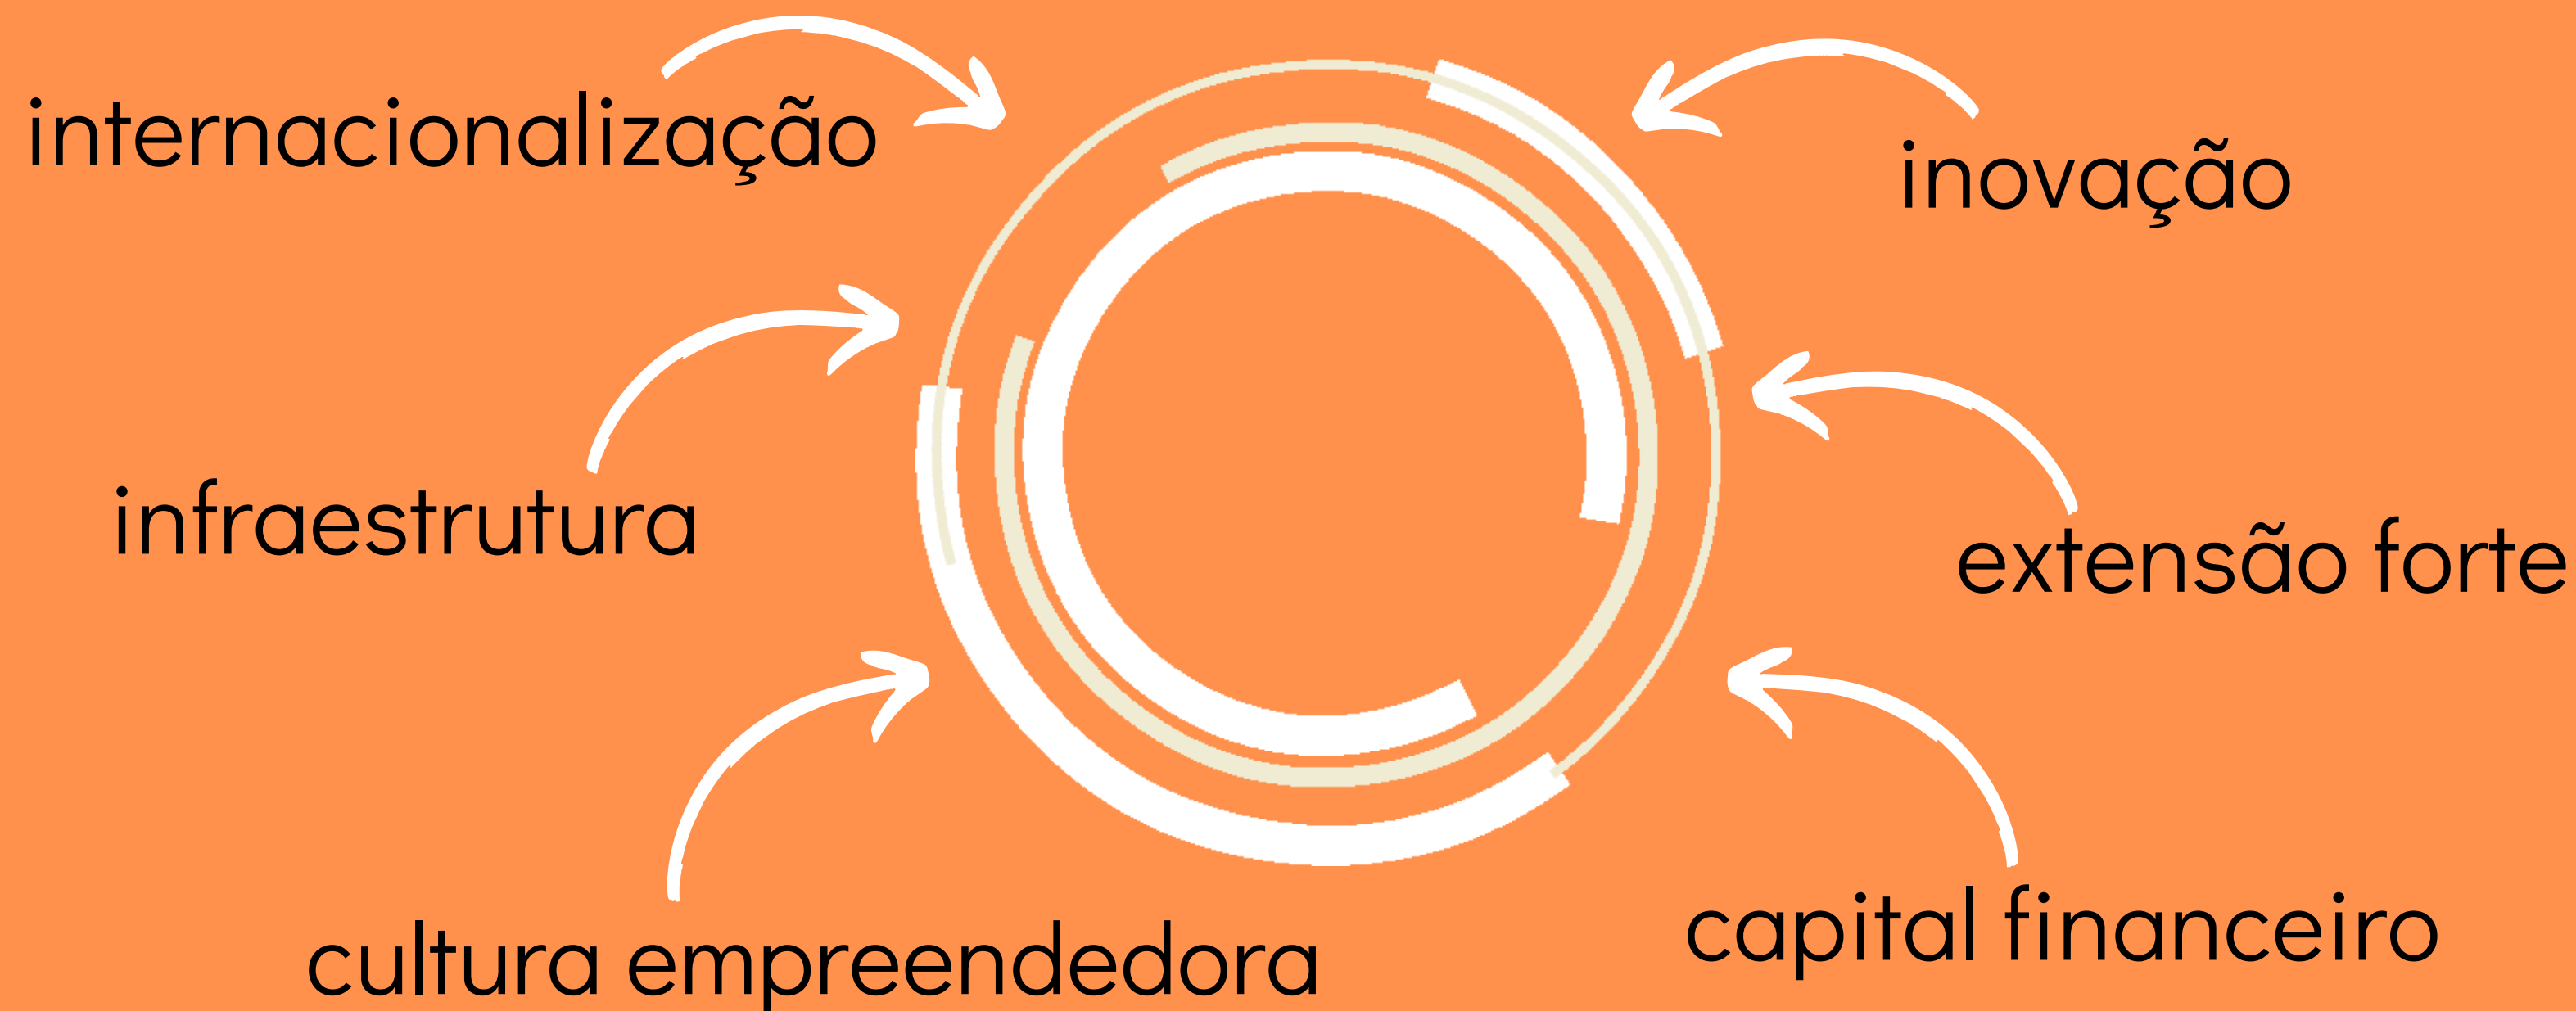 internacionalização
inovação
infraestrutura
extensão forte
cultura empreendedora
capital financeiro